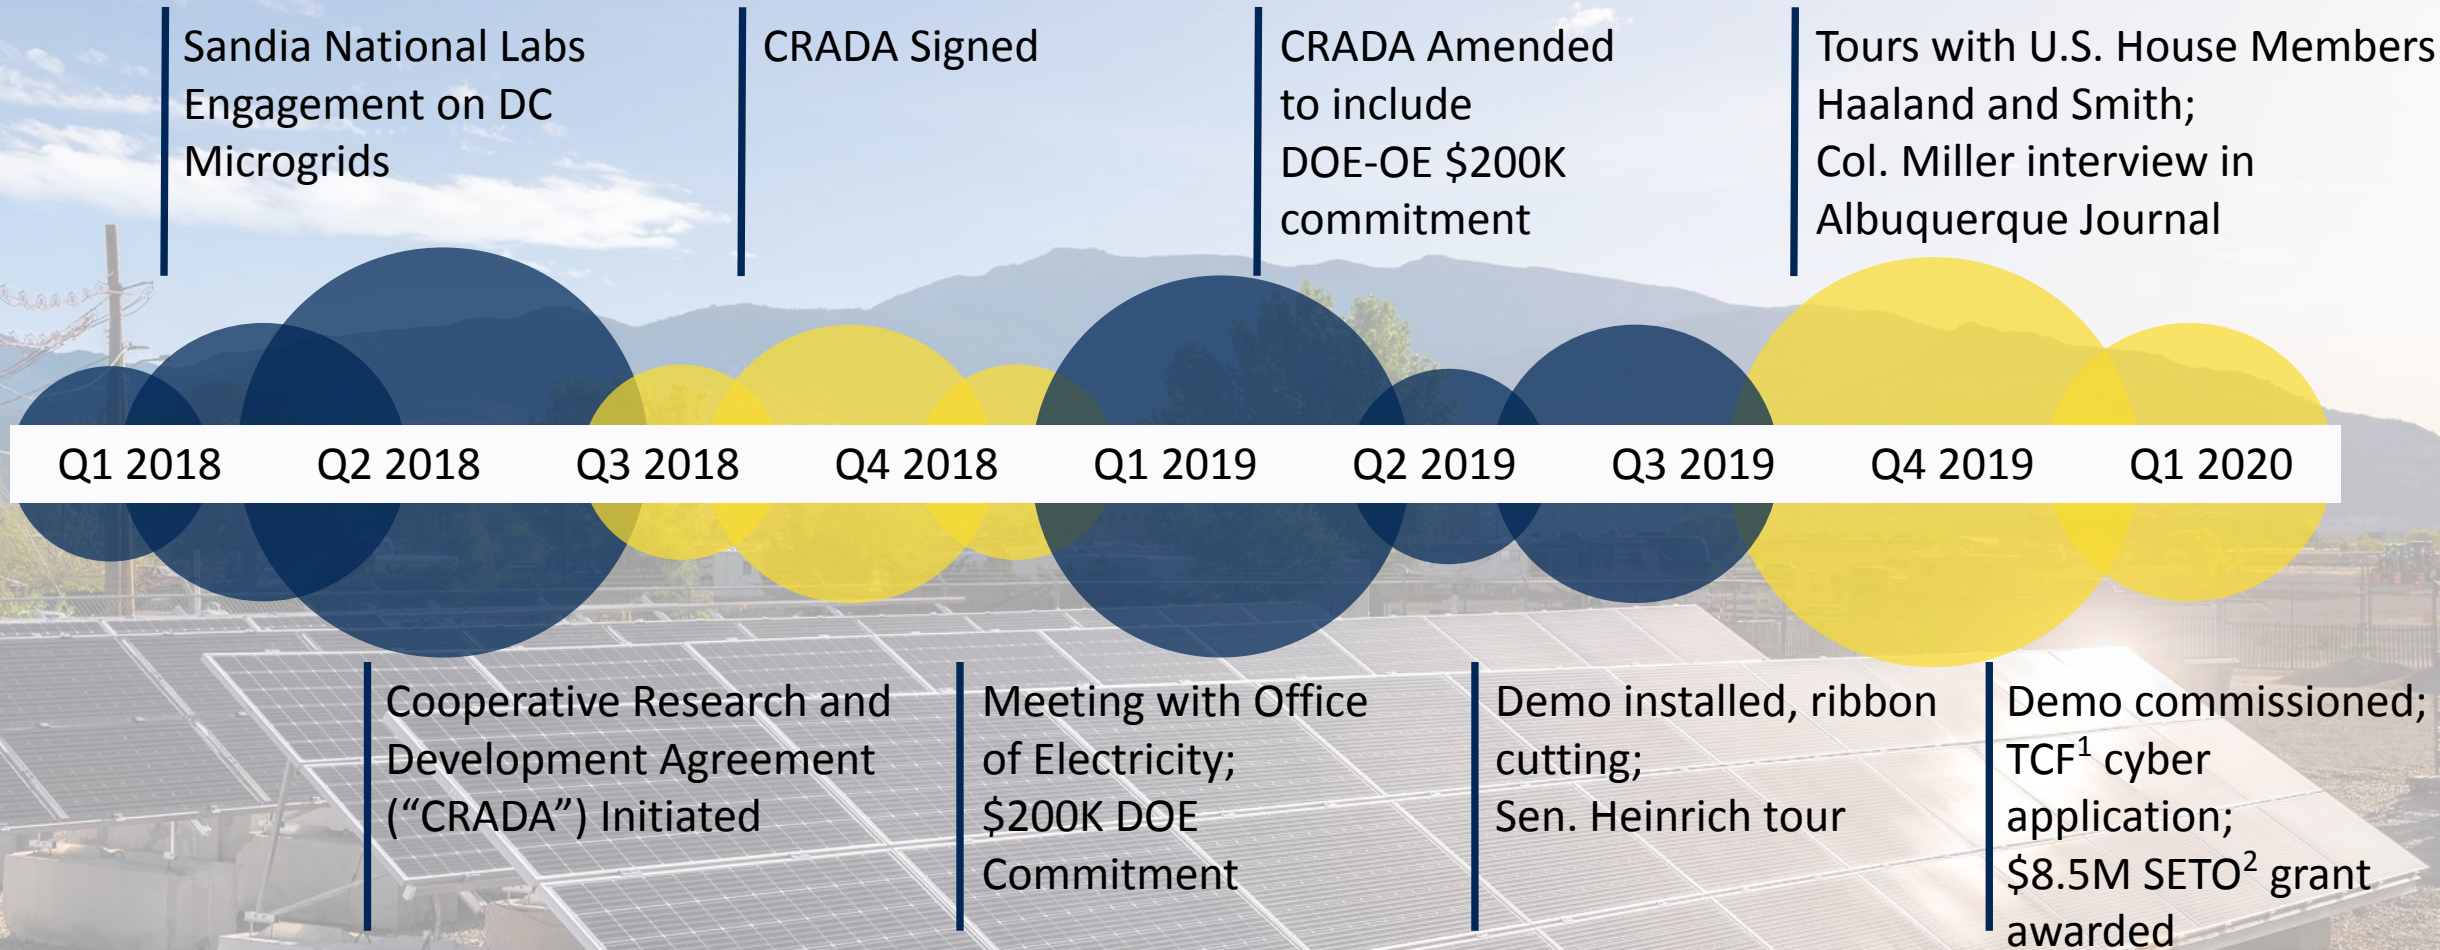 Sandia National Labs
Engagement on DC
Microgrids
CRADA Signed
CRADA Amended
to include
DOE-OE $200K
commitment
Tours with U.S. House Members
Haaland and Smith;
Col. Miller interview in
Albuquerque Journal
Q1 2018
Q2 2018
Q3 2018
Q4 2018
Q1 2019
Q2 2019
Q3 2019
Q4 2019
Q1 2020
Cooperative Research and
Development Agreement
(“CRADA”) Initiated
Meeting with Office
of Electricity;
$200K DOE
Commitment
Demo installed, ribbon
cutting;
Sen. Heinrich tour
Demo commissioned;
TCF¹ cyber
application;
$8.5M SETO² grant
awarded